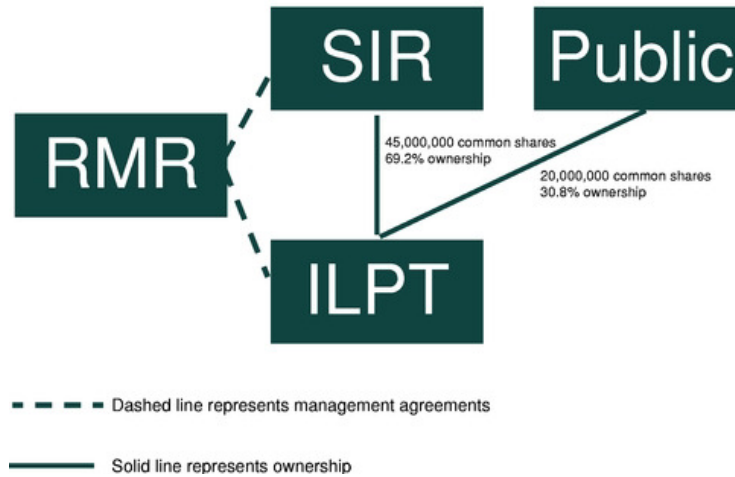 SIR
Public
RMR
45,000,000 common shares
69.2% ownership
20,000,000 common shares
30.8% ownership
ILPT
Dashed line represents management agreements
Solid line represents ownership